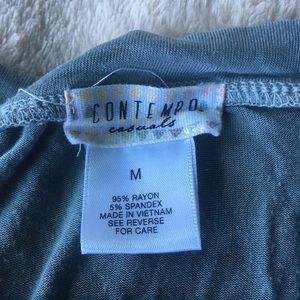 CONTEMPO
casuals
M
95% RAYON
5% SPANDEX
MADE IN VIETNAM
SEE REVERSE
FOR CARE